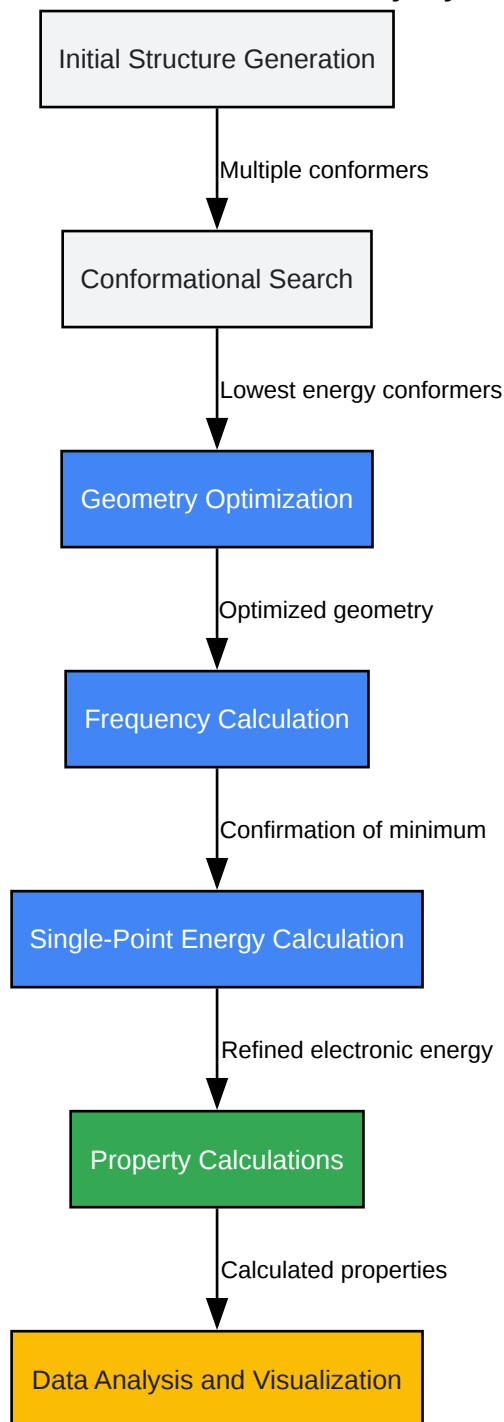 Initial Structure Generation
Multiple conformers
Conformational Search
Lowest energy conformers
Geometry Optimization
Optimized geometry
Frequency Calculation
Confirmation of minimum
Single-Point Energy Calculation
Refined electronic energy
Property Calculations
Calculated properties
Data Analysis and Visualization